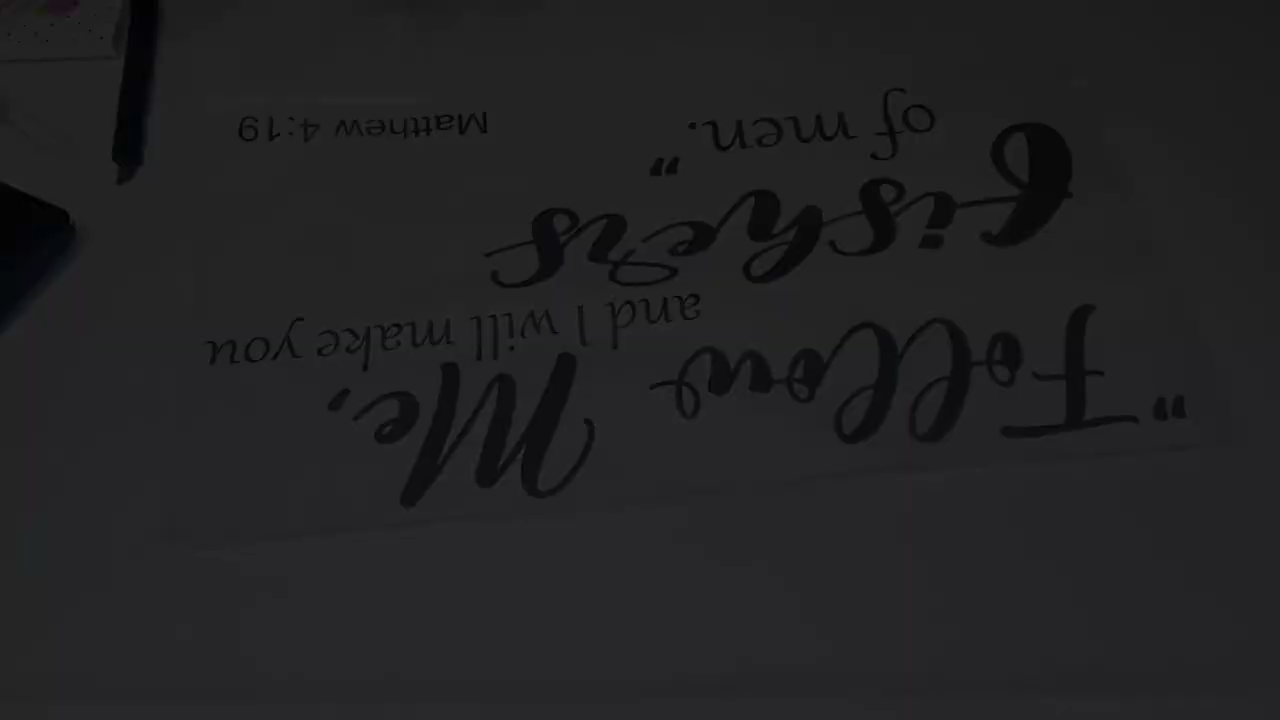 "Follow Me,
and I will make you
fishers
of men."
Matthew 4:19